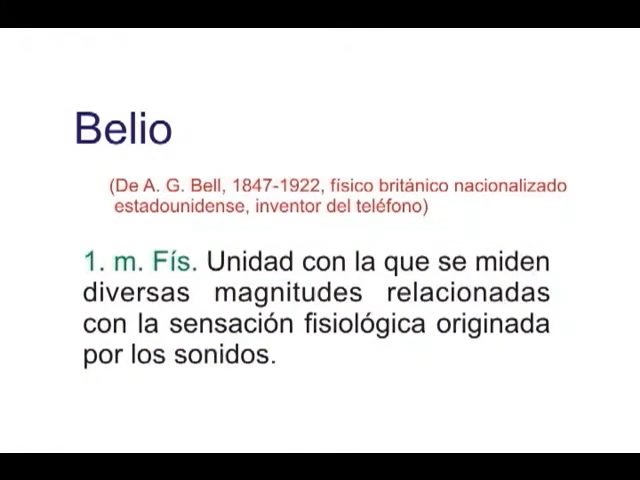 Belio
(De A. G. Bell, 1847-1922, físico británico nacionalizado
estadounidense, inventor del teléfono)
1. m. Fís. Unidad con la que se miden
diversas magnitudes relacionadas
con la sensación fisiológica originada
por los sonidos.